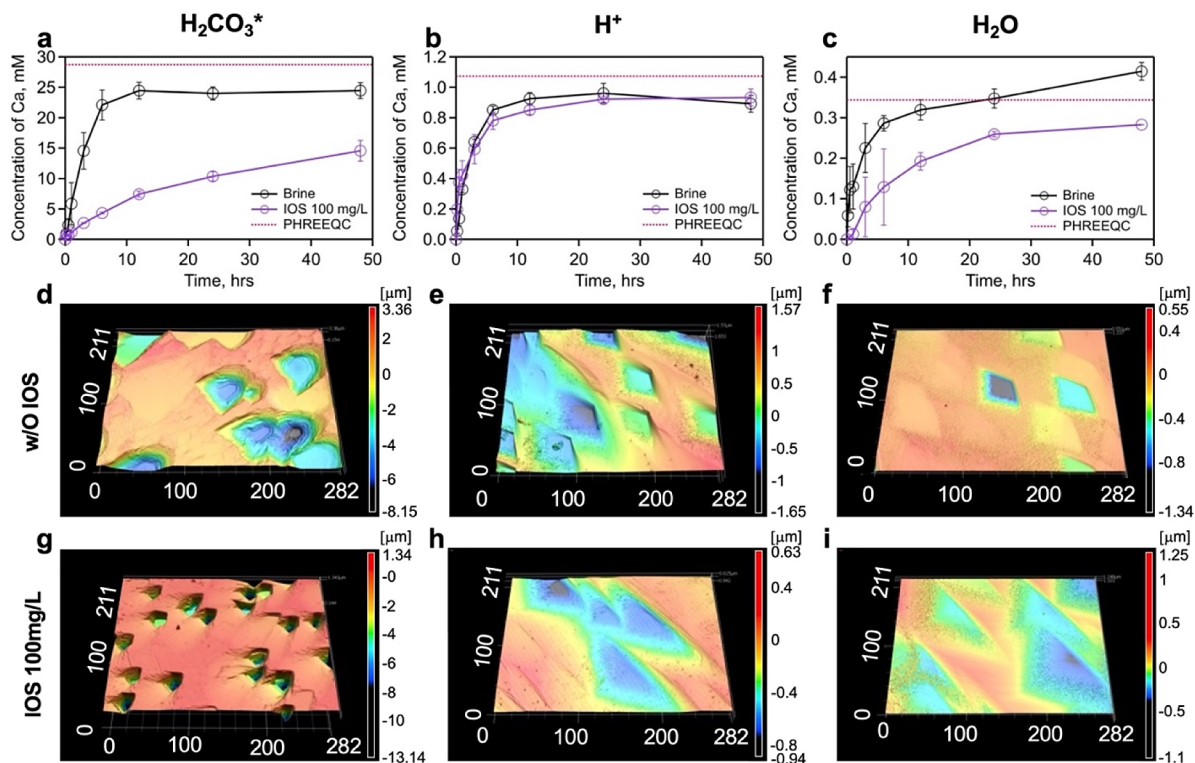 H₂CO₃*
H⁺
H₂O
a
b
c
Concentration of Ca, mM
30
25
20
15
10
5
0
0 10 20 30 40 50
Time, hrs
Brine
IOS 100 mg/L
PHREEQC
Concentration of Ca, mM
1.2
1.0
0.8
0.6
0.4
0.2
0.0
0 10 20 30 40 50
Time, hrs
Brine
IOS 100 mg/L
PHREEQC
Concentration of Ca, mM
0.4
0.3
0.2
0.1
0.0
0 10 20 30 40 50
Time, hrs
Brine
IOS 100 mg/L
PHREEQC
w/O IOS
d
[µm]
3.36
2
0
-2
-4
-6
-8.15
211
100
0
0 100 200 282
e
[µm]
1.57
1
0.5
0
-0.5
-1
-1.65
211
100
0
0 100 200 282
f
[µm]
0.55
0.4
0
-0.4
-0.8
-1.34
211
100
0
0 100 200 282
IOS 100mg/L
g
[µm]
1.34
-0
-2
-4
-6
-8
-10
-13.14
211
100
0
0 100 200 282
h
[µm]
0.63
0.4
0
-0.4
-0.8
-0.94
211
100
0
0 100 200 282
i
[µm]
1.25
1
0.5
0
-0.5
-1.1
211
100
0
0 100 200 282